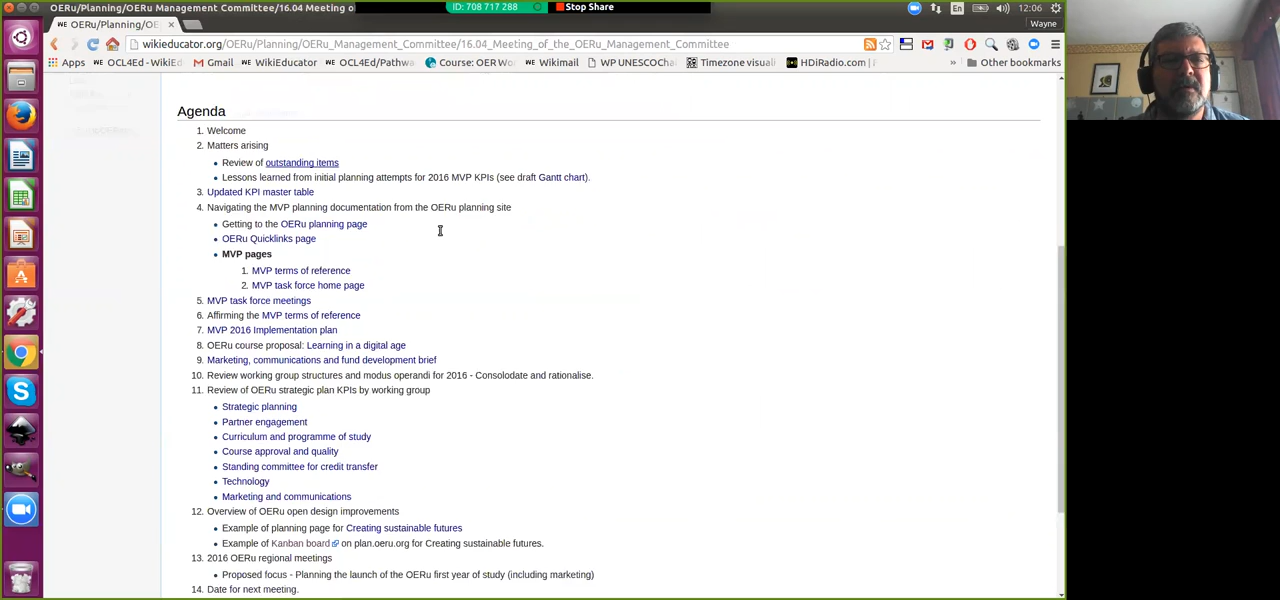 OERu/Planning/OERu Management Committee/16.04 Meeting o
ID: 708 717 288
Stop Share
En
12:06
WE OERu/Planning/OE
Wayne
wikieducator.org/OERu/Planning/OERu_Management_Committee/16.04_Meeting_of_the_OERu_Management_Committee
Apps WE OCL4Ed - WikiEd Gmail WE WikiEducator WE OCL4Ed/Pathwa Course: OER Wo WE Wikimail WP UNESCOCha Timezone visuali HDiRadio.com | » Other bookmarks
Agenda
1. Welcome
2. Matters arising
Review of outstanding items
Lessons learned from initial planning attempts for 2016 MVP KPIs (see draft Gantt chart).
3. Updated KPI master table
4. Navigating the MVP planning documentation from the OERu planning site
Getting to the OERu planning page
OERu Quicklinks page
MVP pages
1. MVP terms of reference
2. MVP task force home page
5. MVP task force meetings
6. Affirming the MVP terms of reference
7. MVP 2016 Implementation plan
8. OERu course proposal: Learning in a digital age
9. Marketing, communications and fund development brief
10. Review working group structures and modus operandi for 2016 - Consolodate and rationalise.
11. Review of OERu strategic plan KPIs by working group
Strategic planning
Partner engagement
Curriculum and programme of study
Course approval and quality
Standing committee for credit transfer
Technology
Marketing and communications
12. Overview of OERu open design improvements
Example of planning page for Creating sustainable futures
Example of Kanban board on plan.oeru.org for Creating sustainable futures.
13. 2016 OERu regional meetings
Proposed focus - Planning the launch of the OERu first year of study (including marketing)
14. Date for next meeting.